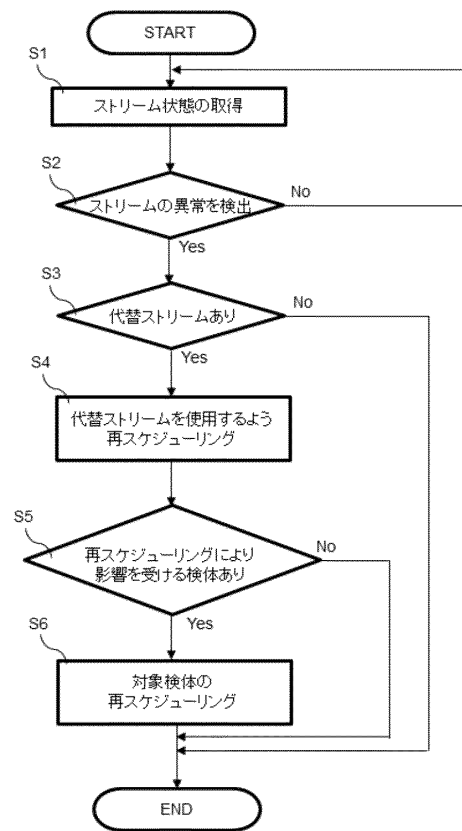 START
S1
ストリーム状態の取得
S2
ストリームの異常を検出
No
Yes
S3
代替ストリームあり
No
Yes
S4
代替ストリームを使用するよう
再スケジューリング
S5
再スケジューリングにより
影響を受ける検体あり
No
Yes
S6
対象検体の
再スケジューリング
END